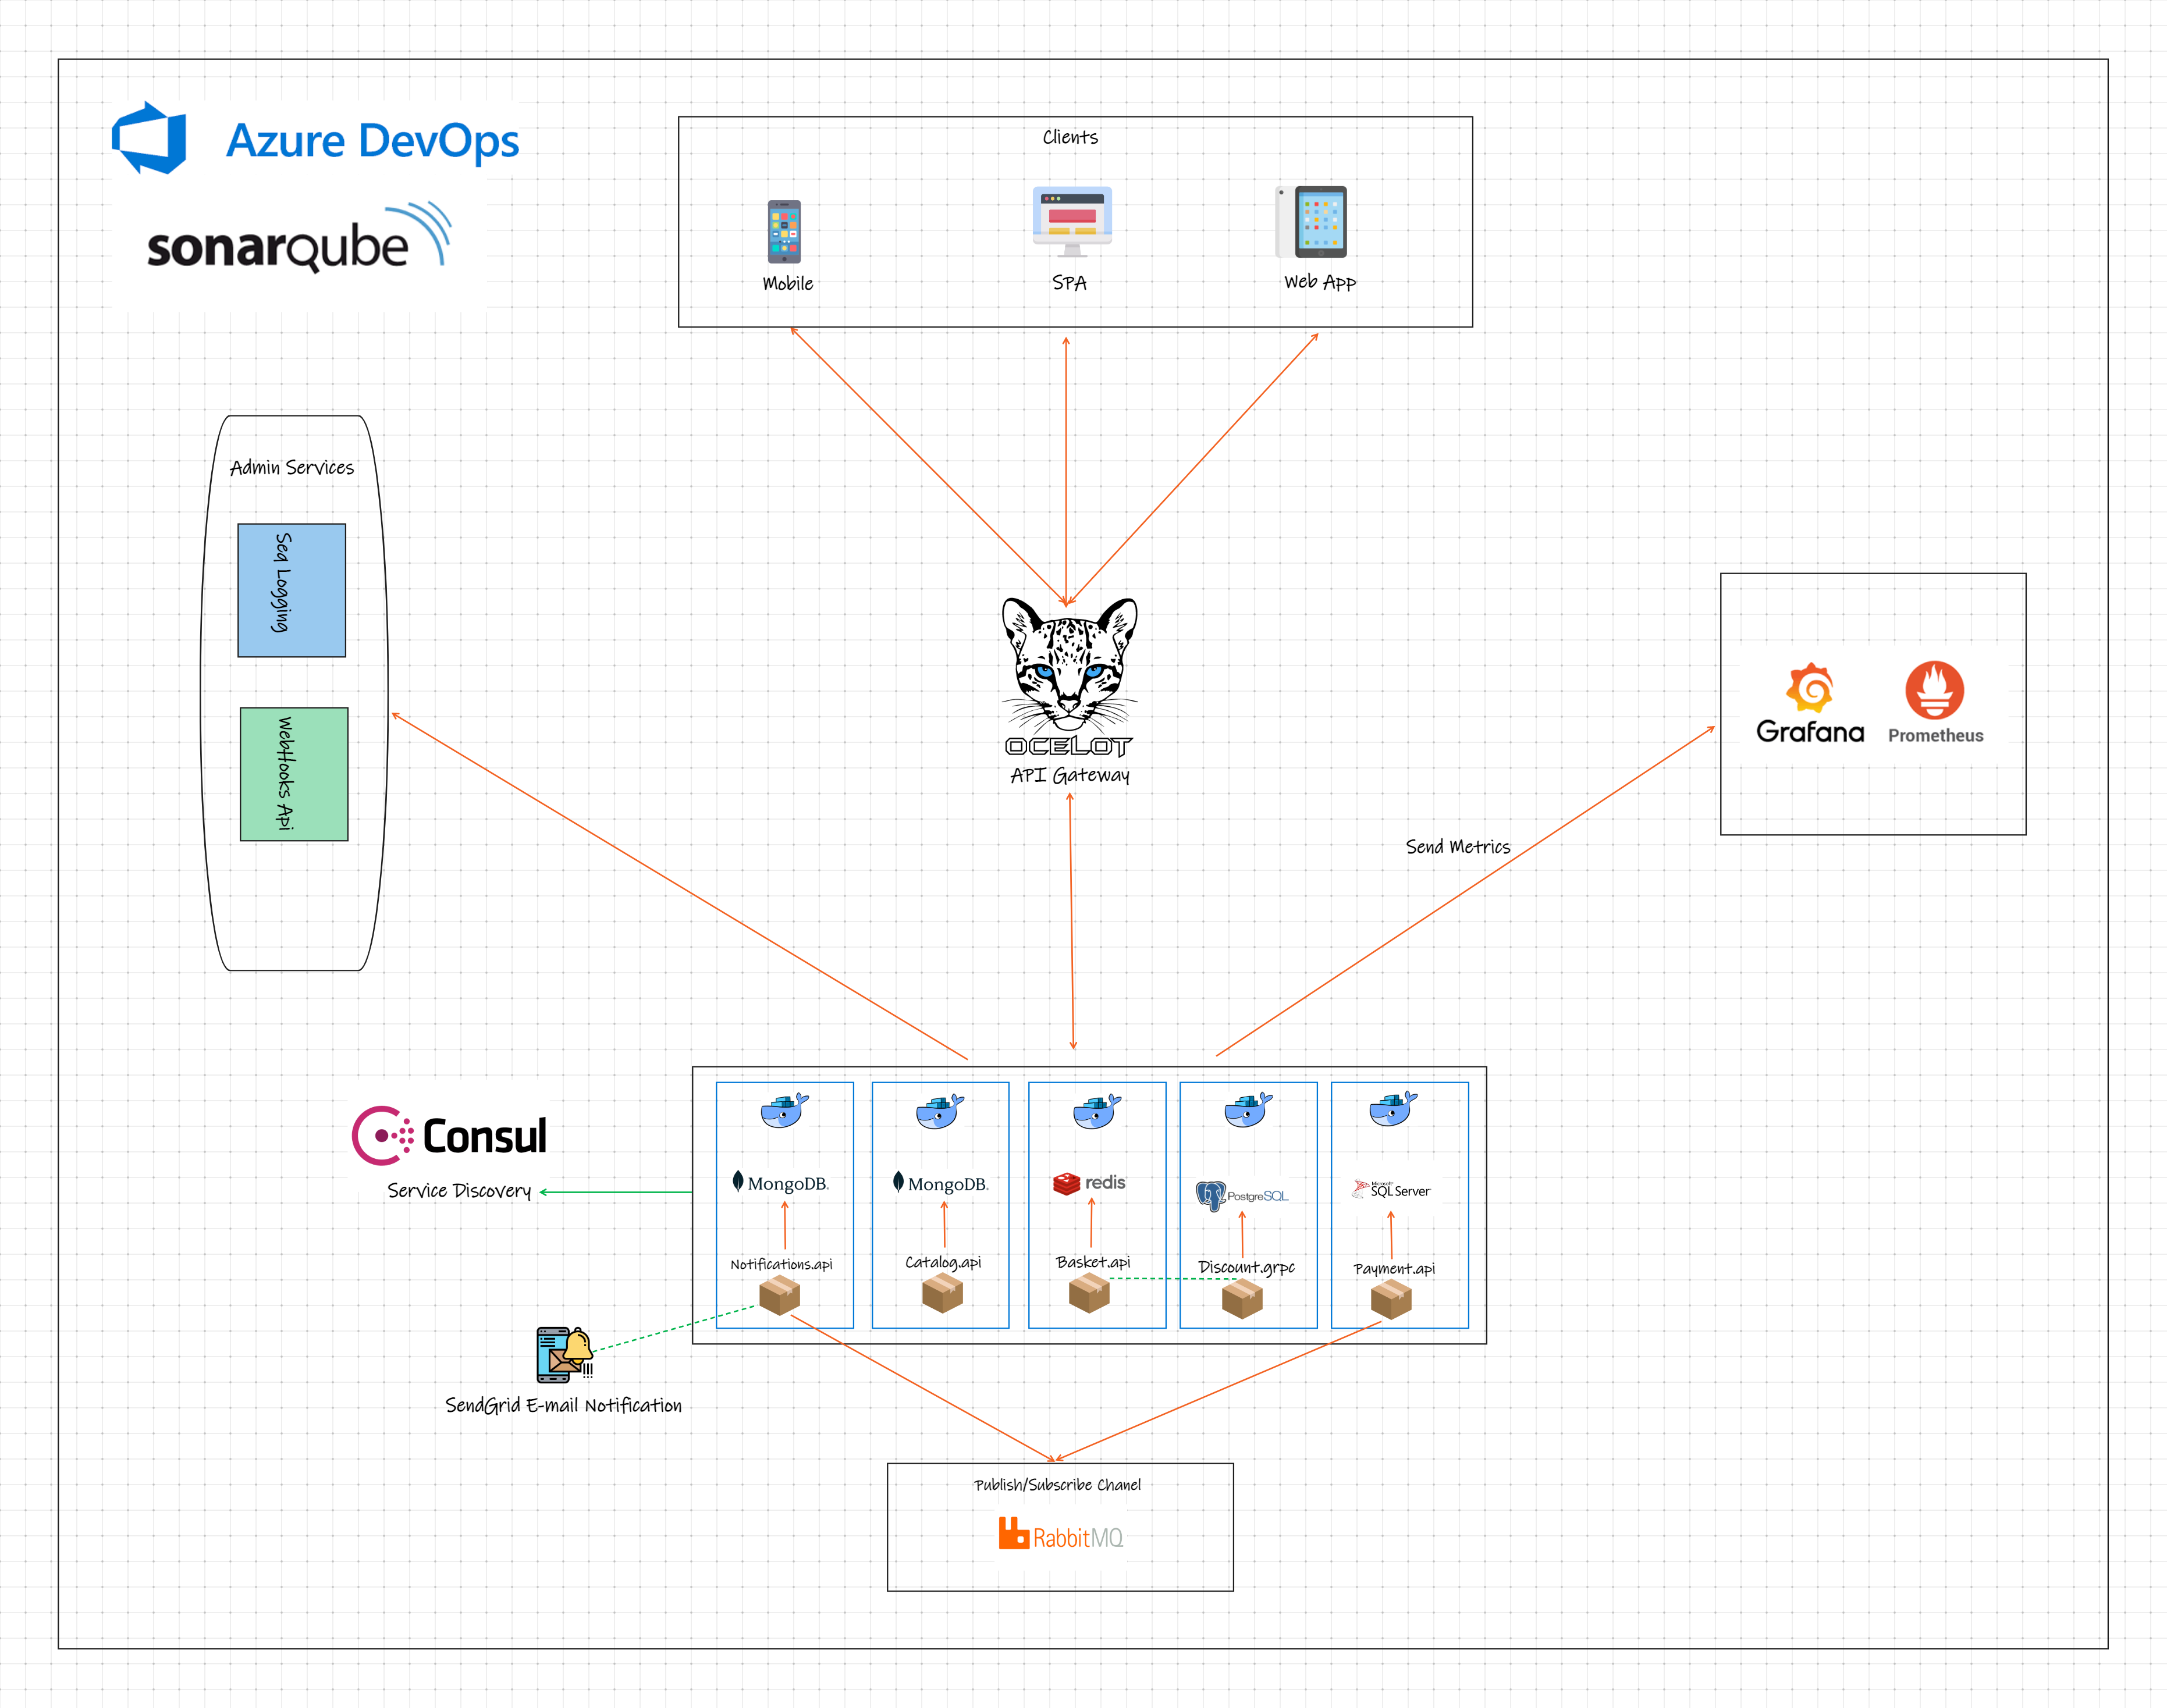 Azure DevOps
sonarqube
Clients
Mobile
SPA
Web App
Admin Services
Seq Logging
WebHooks Api
OCELOT
API Gateway
Grafana
Prometheus
Send Metrics
Consul
Service Discovery
MongoDB.
MongoDB.
redis
PostgreSQL
Microsoft
SQL Server
Notifications.api
Catalog.api
Basket.api
Discount.grpc
Payment.api
SendGrid E-mail Notification
Publish/Subscribe Chanel
RabbitMQ